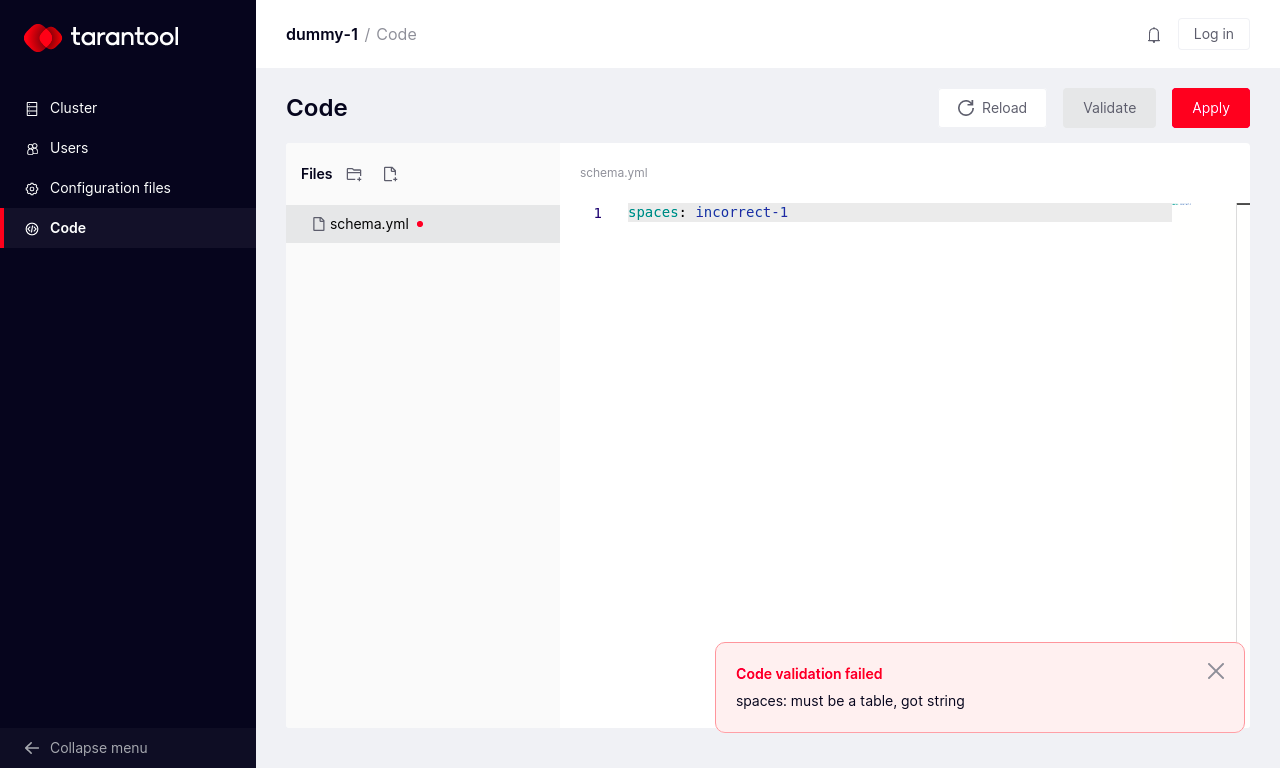 tarantool
dummy-1 / Code
Log in
Cluster
Users
Configuration files
Code
Collapse menu
Code
Reload
Validate
Apply
Files
schema.yml
schema.yml
1 spaces: incorrect-1
Code validation failed
spaces: must be a table, got string